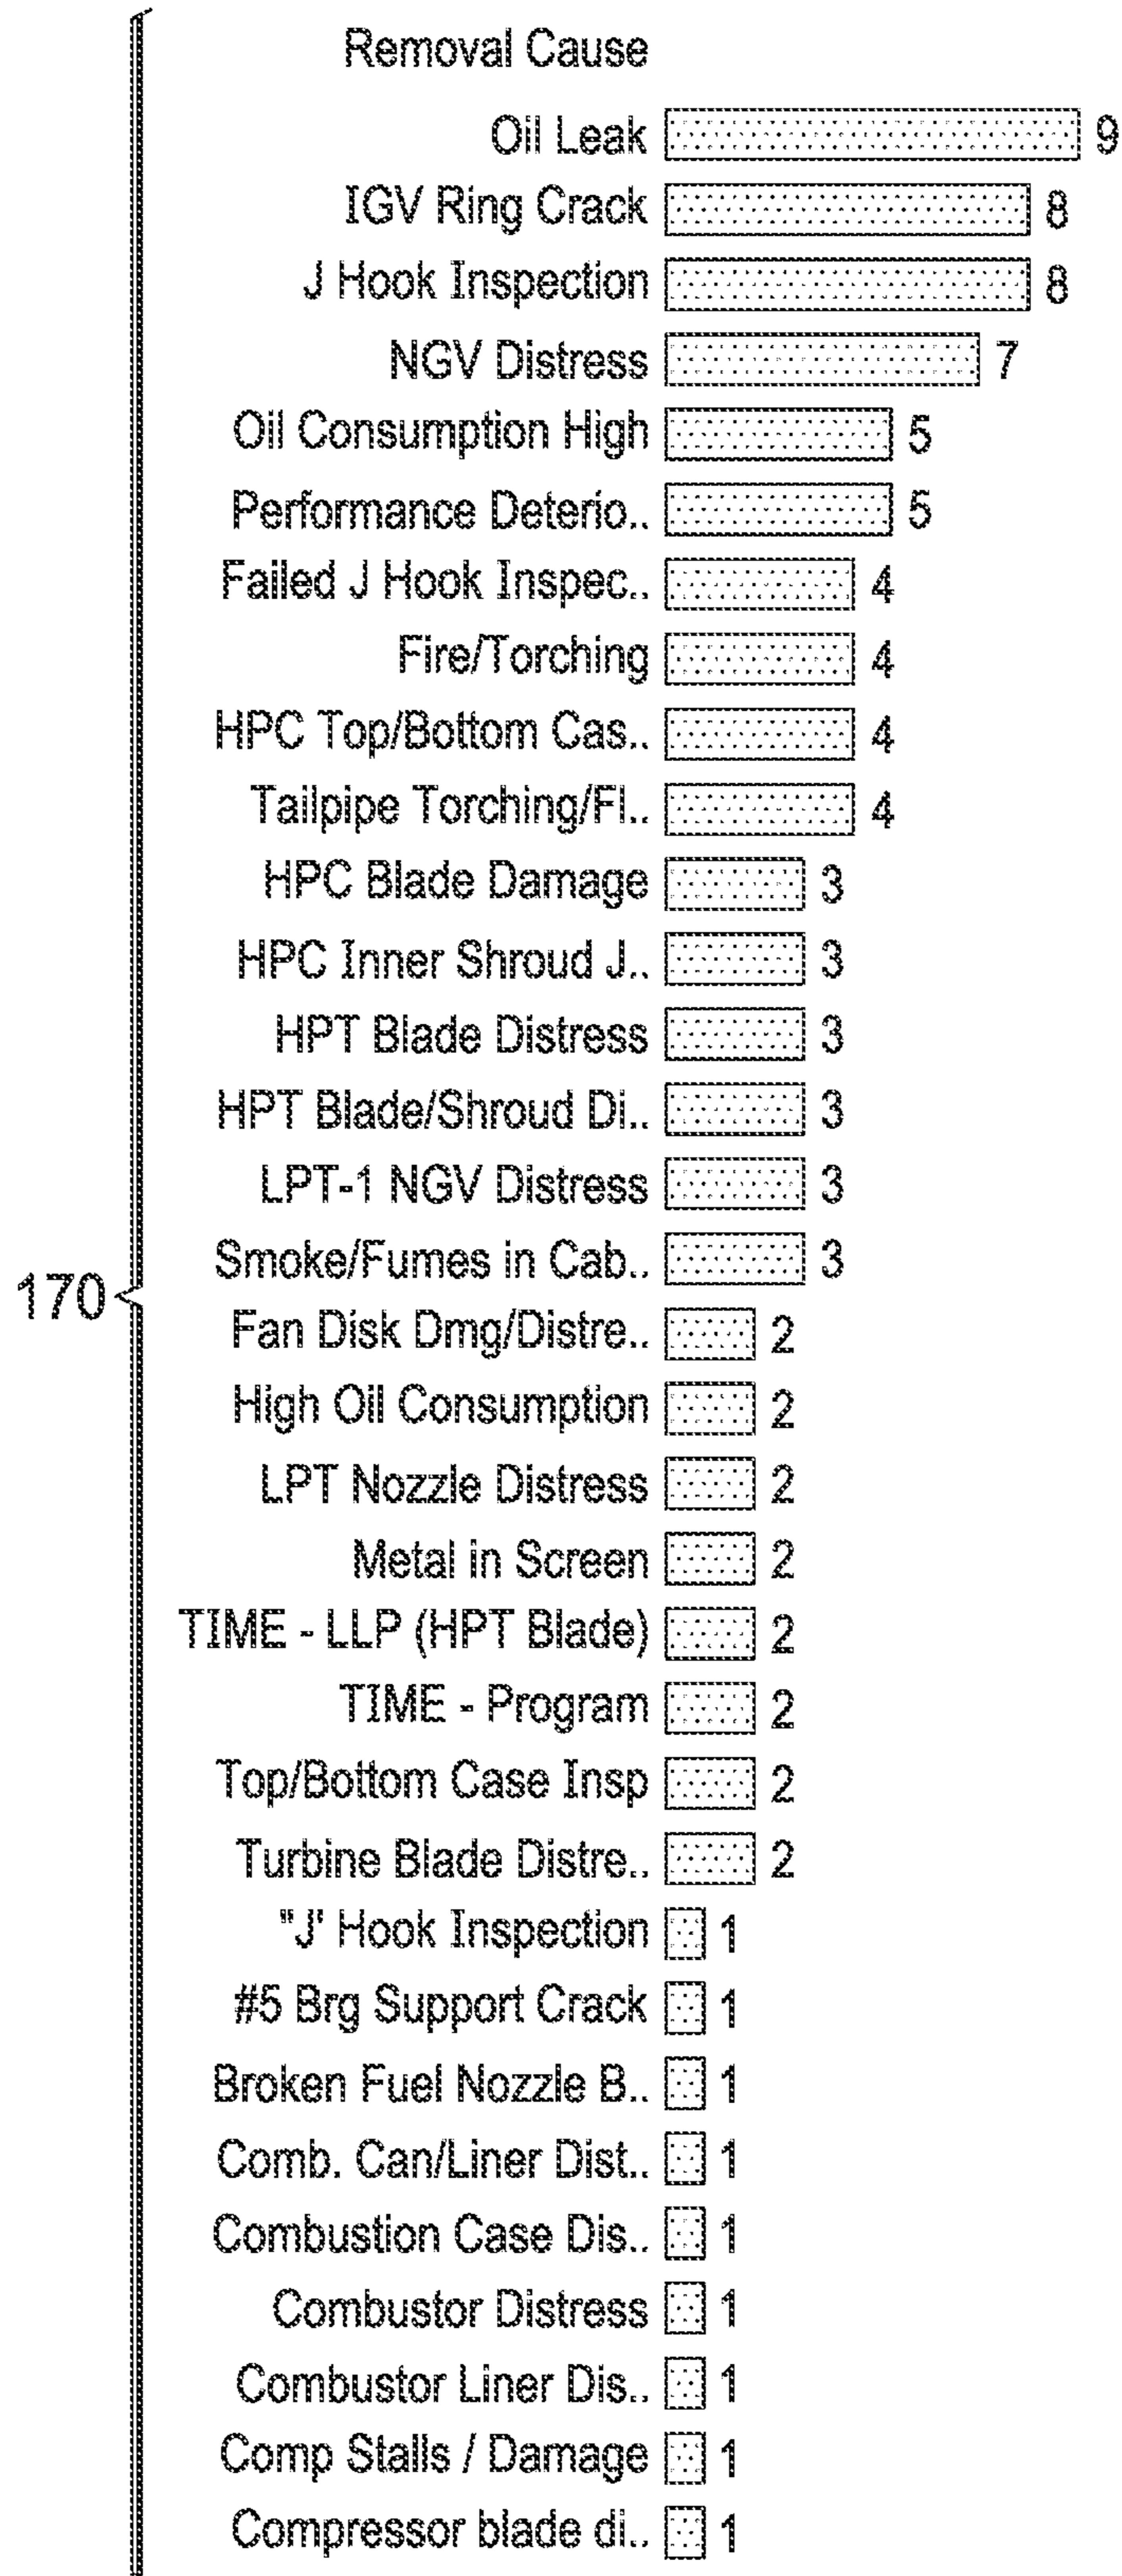 Removal Cause
Oil Leak 9
IGV Ring Crack 8
J Hook Inspection 8
NGV Distress 7
Oil Consumption High 5
Performance Deterio.. 5
Failed J Hook Inspec.. 4
Fire/Torching 4
HPC Top/Bottom Cas.. 4
Tailpipe Torching/Fl.. 4
HPC Blade Damage 3
HPC Inner Shroud J.. 3
HPT Blade Distress 3
HPT Blade/Shroud Di.. 3
LPT-1 NGV Distress 3
Smoke/Fumes in Cab.. 3
170
Fan Disk Dmg/Distre.. 2
High Oil Consumption 2
LPT Nozzle Distress 2
Metal in Screen 2
TIME - LLP (HPT Blade) 2
TIME - Program 2
Top/Bottom Case Insp 2
Turbine Blade Distre.. 2
"J' Hook Inspection 1
#5 Brg Support Crack 1
Broken Fuel Nozzle B.. 1
Comb. Can/Liner Dist.. 1
Combustion Case Dis.. 1
Combustor Distress 1
Combustor Liner Dis.. 1
Comp Stalls / Damage 1
Compressor blade di.. 1